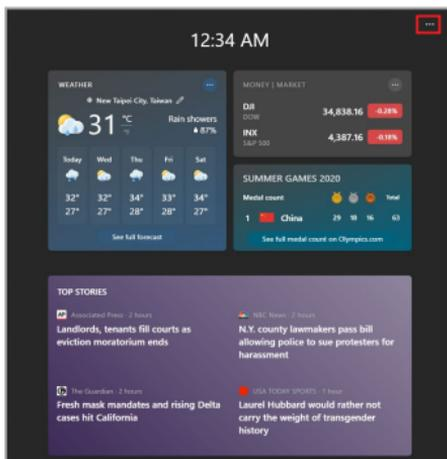 12:34 AM
WEATHER
New Taipei City, Taiwan
31 °C
°F
Rain showers
87%
Today Wed Thu Fri Sat
32° 32° 34° 33° 34°
27° 27° 28° 28° 27°
See full forecast
MONEY | MARKET
DJI
DOW
34,838.16 -0.28%
INX
S&P 500
4,387.16 -0.18%
SUMMER GAMES 2020
Medal count Total
1 China 29 18 16 63
See full medal count on Olympics.com
TOP STORIES
AP Associated Press · 2 hours
Landlords, tenants fill courts as
eviction moratorium ends
NBC News · 2 hours
N.Y. county lawmakers pass bill
allowing police to sue protesters for
harassment
The Guardian · 2 hours
Fresh mask mandates and rising Delta
cases hit California
USA TODAY SPORTS · 1 hour
Laurel Hubbard would rather not
carry the weight of transgender
history